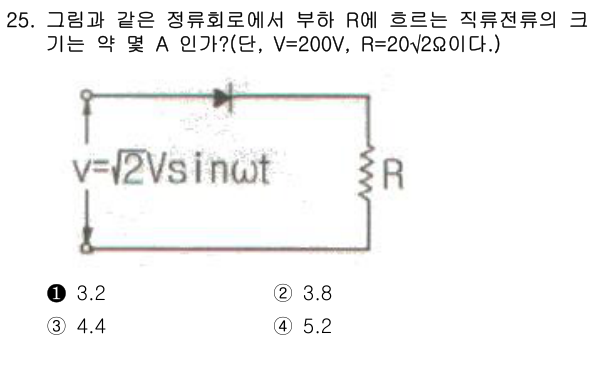 25. 그림과 같은 정류회로에서 부하 R에 흐르는 직류전류의 크
기는 약 몇 A 인가?(단, V=200V, R=20√2Ω이다.)
v=√2Vsinωt
R
❶ 3.2 ② 3.8
③ 4.4 ④ 5.2